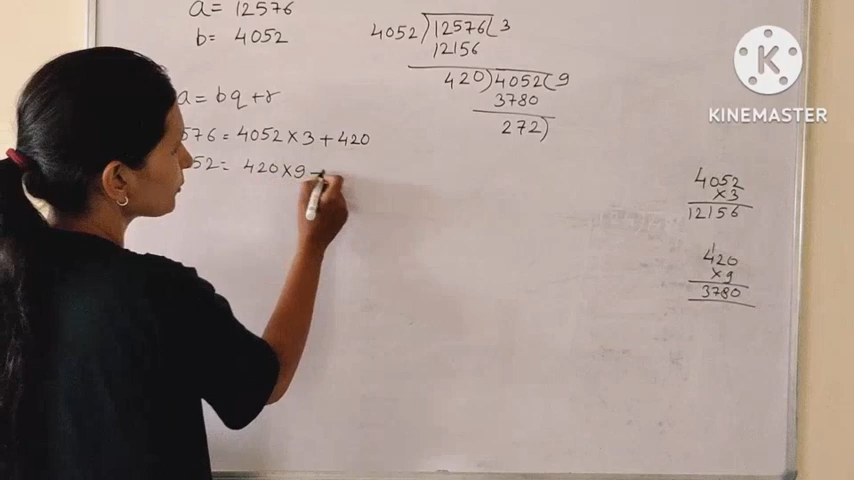 a = 12576
b = 4052
4052)12576(3
12156
420)4052(9
3780
272)
a = bq + r
576 = 4052 × 3 + 420
52 = 420 × 9 -
4052
×3
12156
1
420
×9
3780
K
KINEMASTER